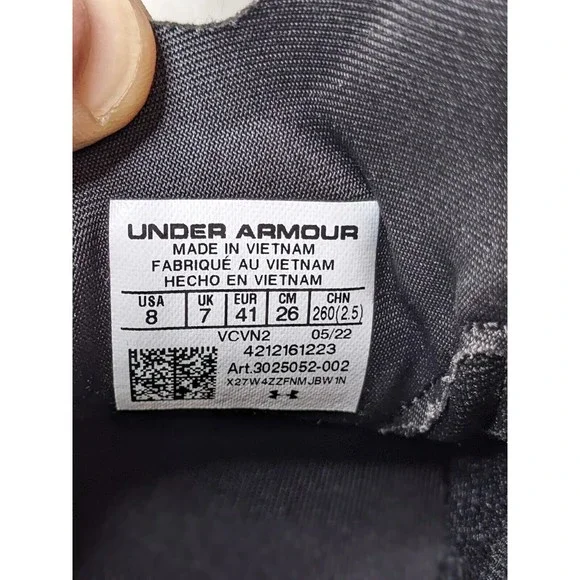 UNDER ARMOUR
MADE IN VIETNAM
FABRIQUÉ AU VIETNAM
HECHO EN VIETNAM
USA UK EUR CM CHN
8 7 41 26 260(2.5)
VCVN2 05/22
4212161223
Art.3025052-002
X27W4ZZFNMJBW1N